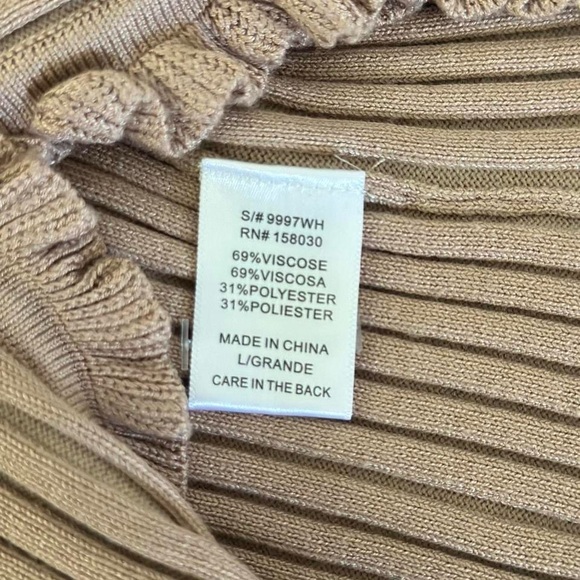 S/# 9997WH
RN# 158030
69%VISCOSE
69%VISCOSA
31%POLYESTER
31%POLIESTER
MADE IN CHINA
L/GRANDE
CARE IN THE BACK